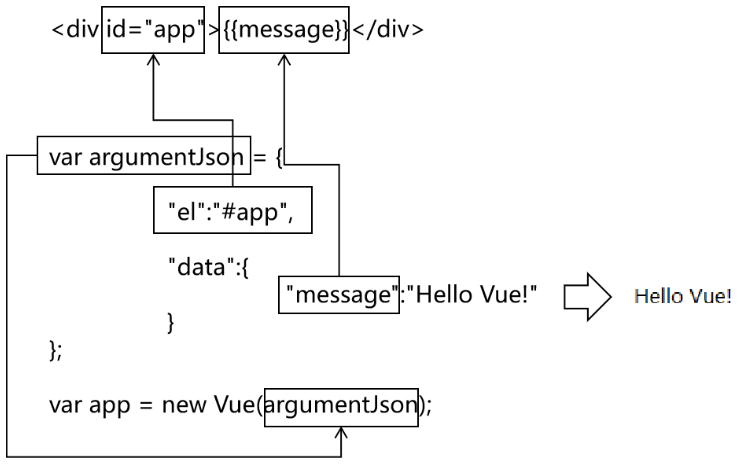 <div id="app">{{message}}</div>
var argumentJson = {
"el":"#app",
"data":{
"message":"Hello Vue!"
Hello Vue!
}
};
var app = new Vue(argumentJson);